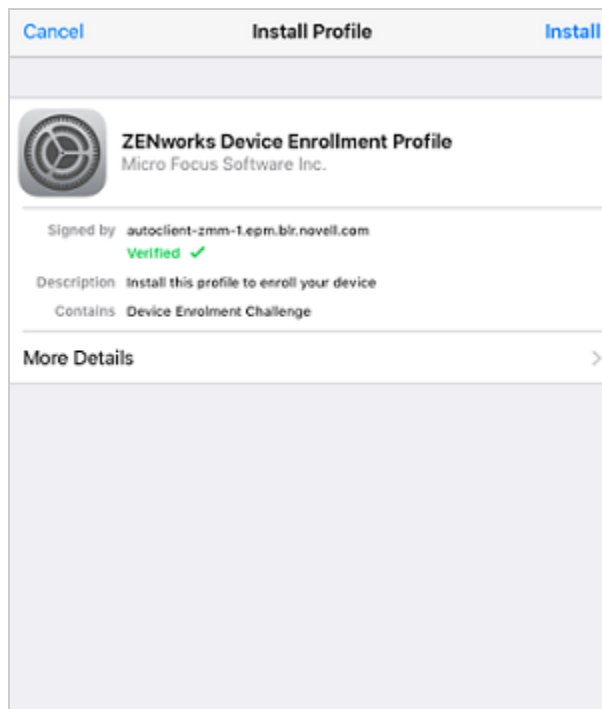 Cancel Install Profile Install
ZENworks Device Enrollment Profile
Micro Focus Software Inc.
Signed by autoclient-zmm-1.epm.blr.novell.com
Verified ✓
Description Install this profile to enroll your device
Contains Device Enrolment Challenge
More Details